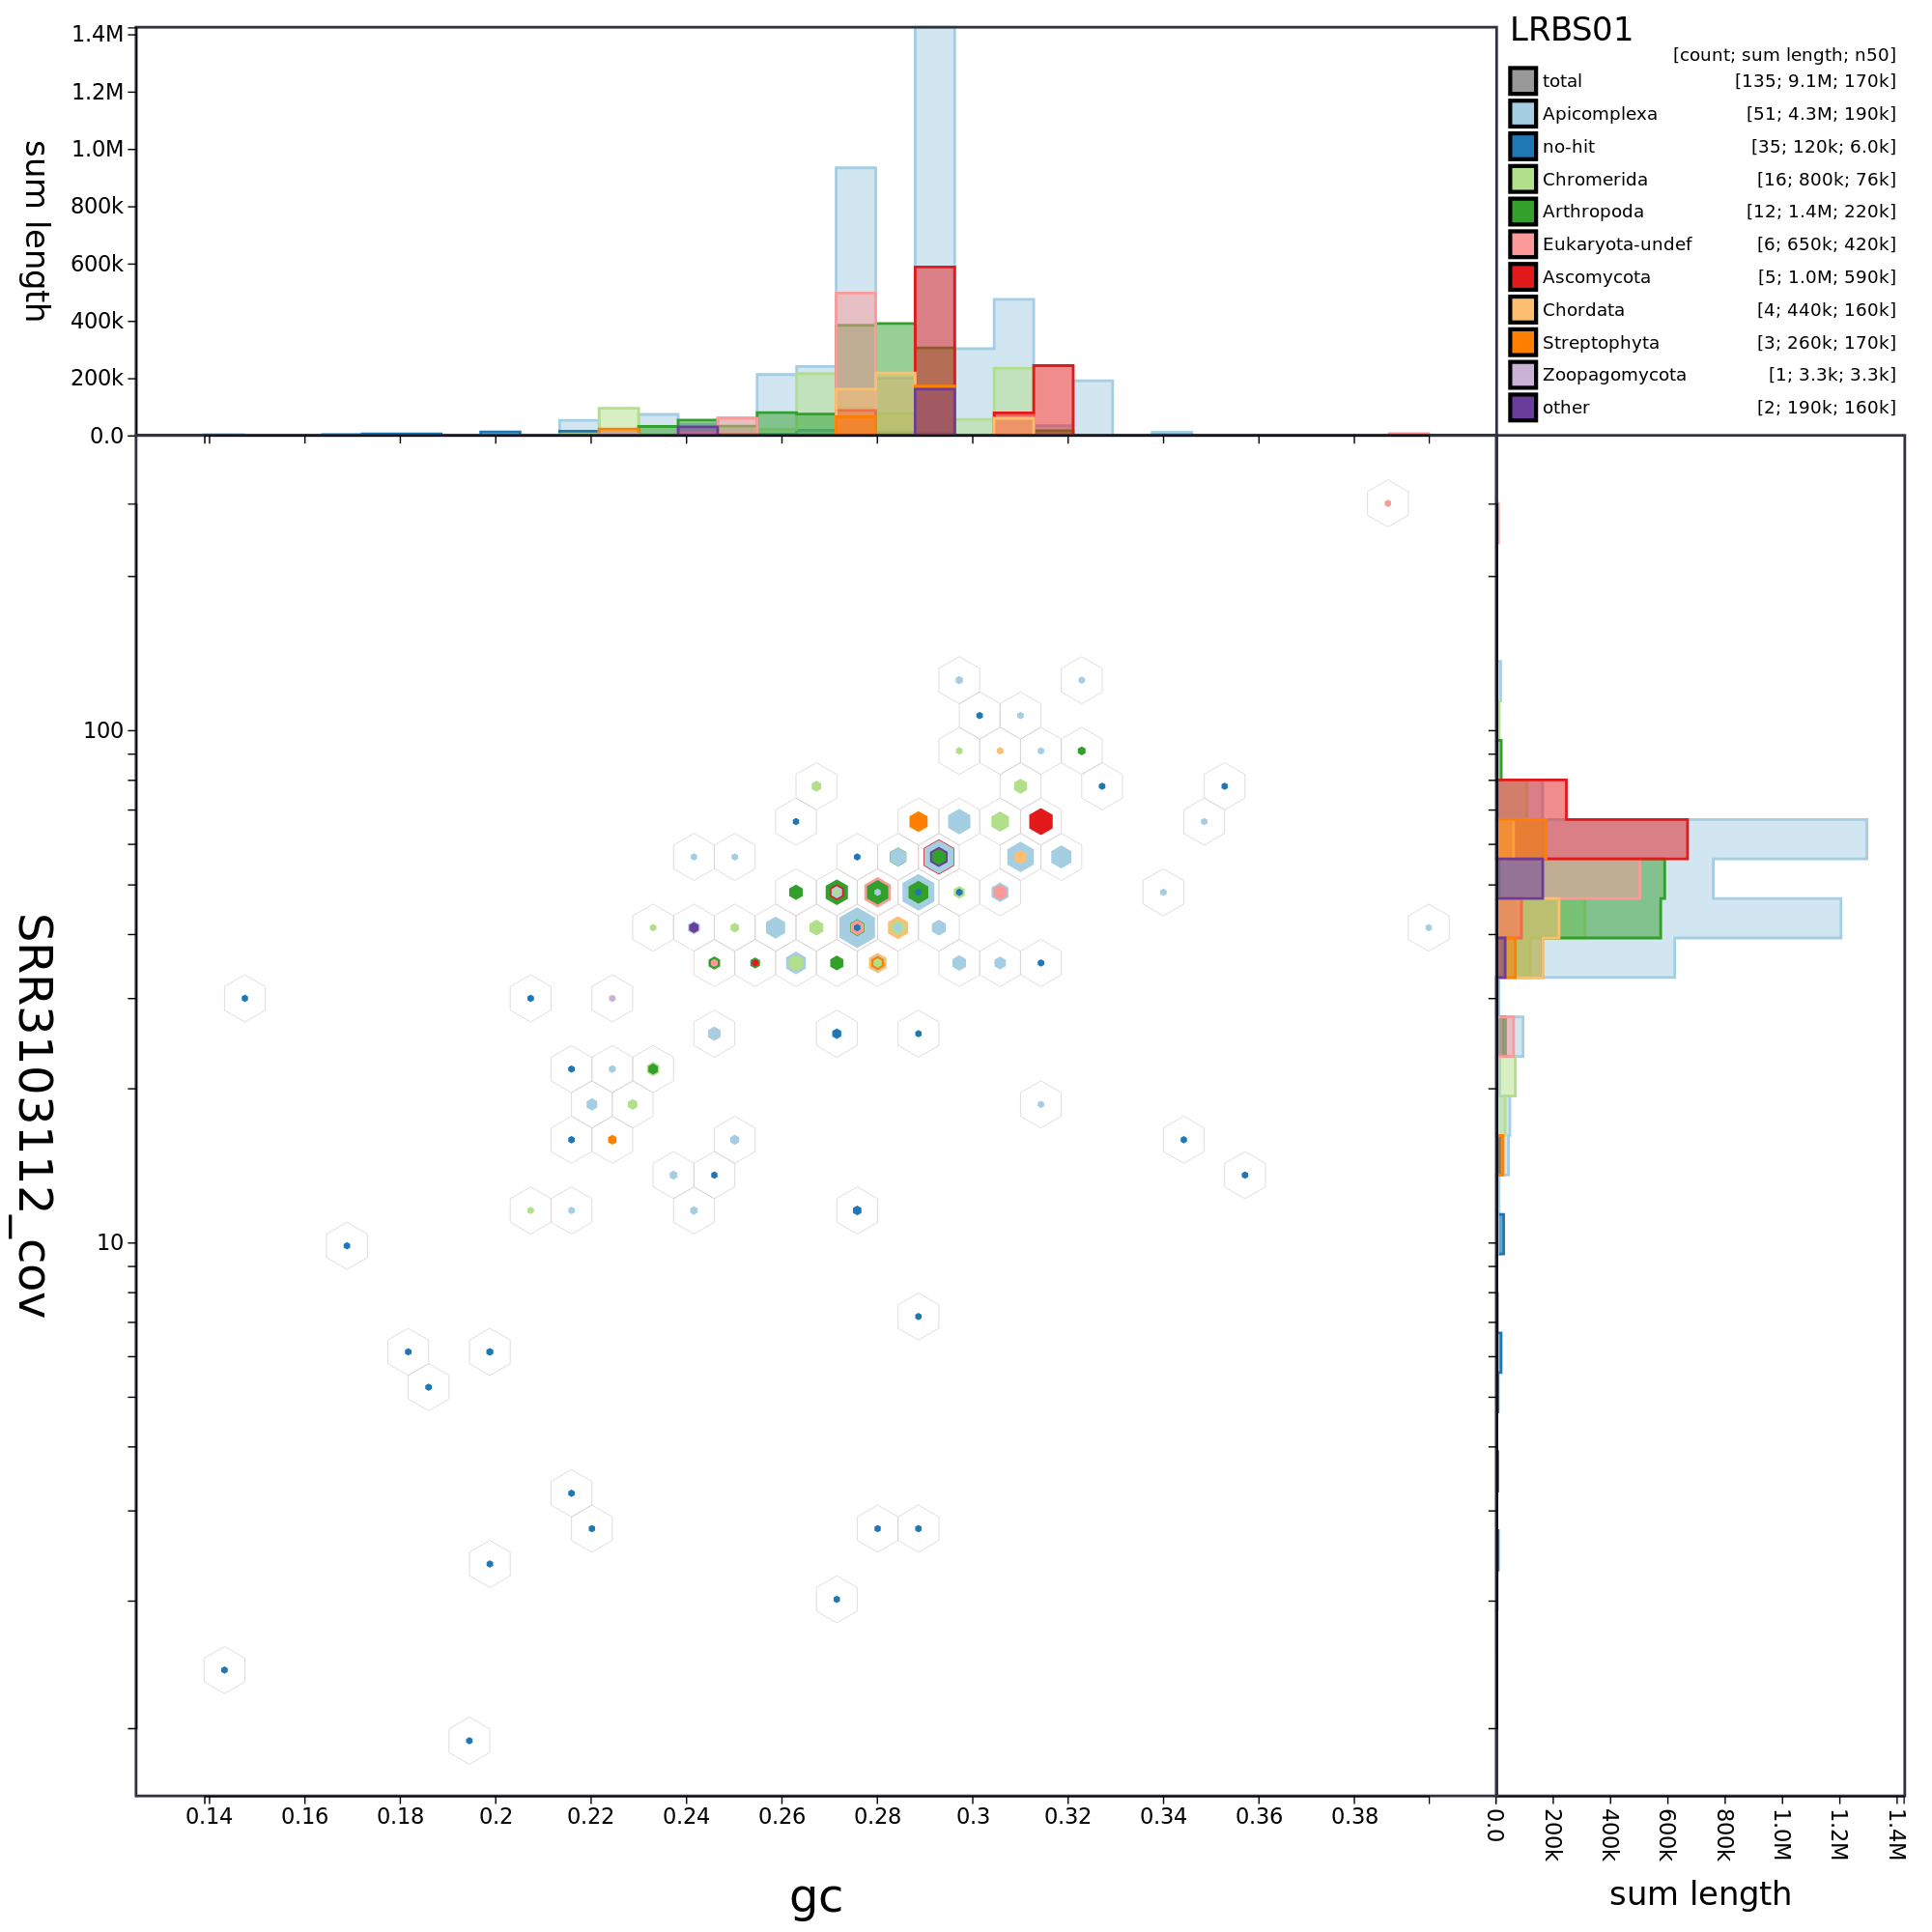 LRBS01
[count; sum length; n50]
total [135; 9.1M; 170k]
Apicomplexa [51; 4.3M; 190k]
no-hit [35; 120k; 6.0k]
Chromerida [16; 800k; 76k]
Arthropoda [12; 1.4M; 220k]
Eukaryota-undef [6; 650k; 420k]
Ascomycota [5; 1.0M; 590k]
Chordata [4; 440k; 160k]
Streptophyta [3; 260k; 170k]
Zoopagomycota [1; 3.3k; 3.3k]
other [2; 190k; 160k]
sum length
1.4M
1.2M
1.0M
800k
600k
400k
200k
0.0
SRR3103112_cov
100
10
0.14 0.16 0.18 0.2 0.22 0.24 0.26 0.28 0.3 0.32 0.34 0.36 0.38
gc
0.0 200k 400k 600k 800k 1.0M 1.2M 1.4M
sum length